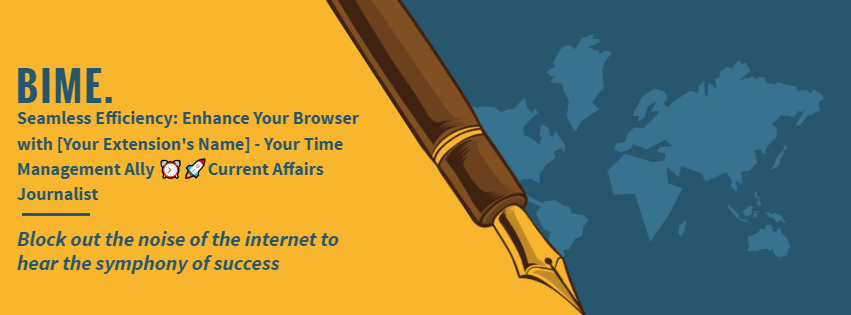 BIME.
Seamless Efficiency: Enhance Your Browser
with [Your Extension's Name] - Your Time
Management Ally ⏰🚀Current Affairs
Journalist
Block out the noise of the internet to
hear the symphony of success